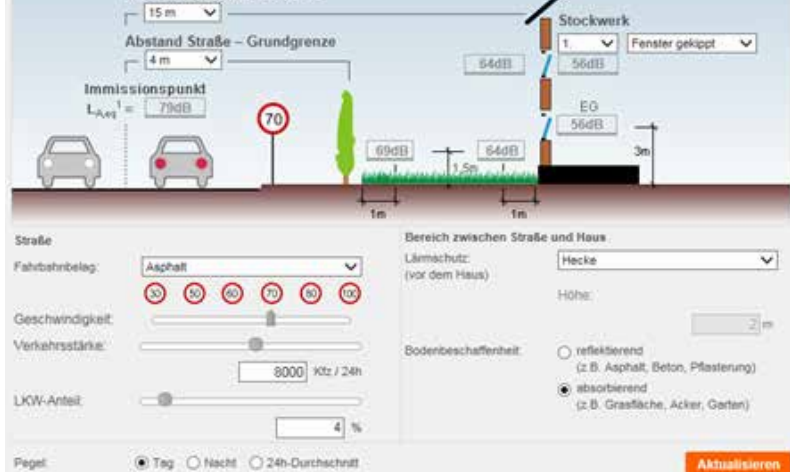 15 m
Stockwerk
Abstand Straße – Grundgrenze
1. Fenster gekippt
4 m
64dB 56dB
Immissionspunkt
L_A,eq¹ = 79dB
EG
70
56dB
69dB 64dB
1,5m
3m
1m 1m
Straße
Bereich zwischen Straße und Haus
Fahrbahnbelag: Asphalt
Lärmschutz: Hecke
(vor dem Haus)
30 50 60 70 80 100
Höhe:
Geschwindigkeit:
2 m
Verkehrsstärke:
Bodenbeschaffenheit: reflektierend
(z.B. Asphalt, Beton, Pflasterung)
8000 Kfz / 24h
absorbierend
(z.B. Grasfläche, Acker, Garten)
LKW-Anteil:
4 %
Pegel: Tag Nacht 24h-Durchschnitt
Aktualisieren